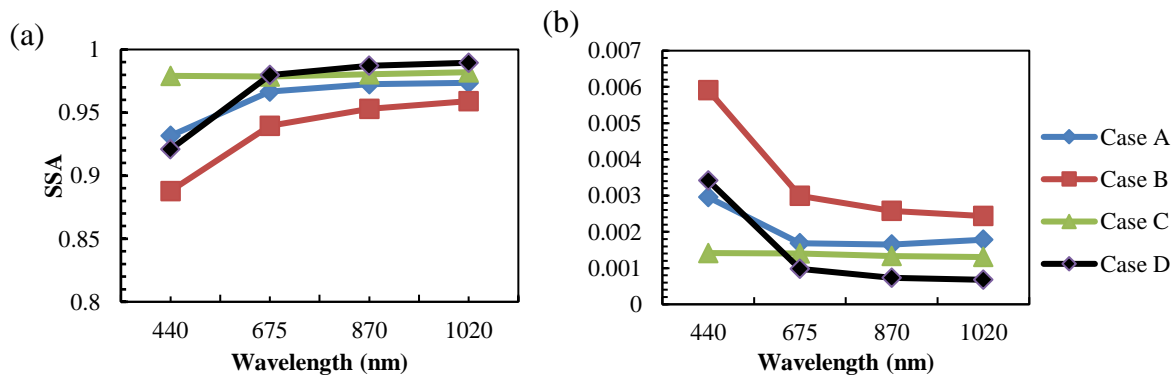 (a)
1
0.95
0.9
0.85
0.8
SSA
440 675 870 1020
Wavelength (nm)
(b)
0.007
0.006
0.005
0.004
0.003
0.002
0.001
0
440 675 870 1020
Wavelength (nm)
Case A
Case B
Case C
Case D